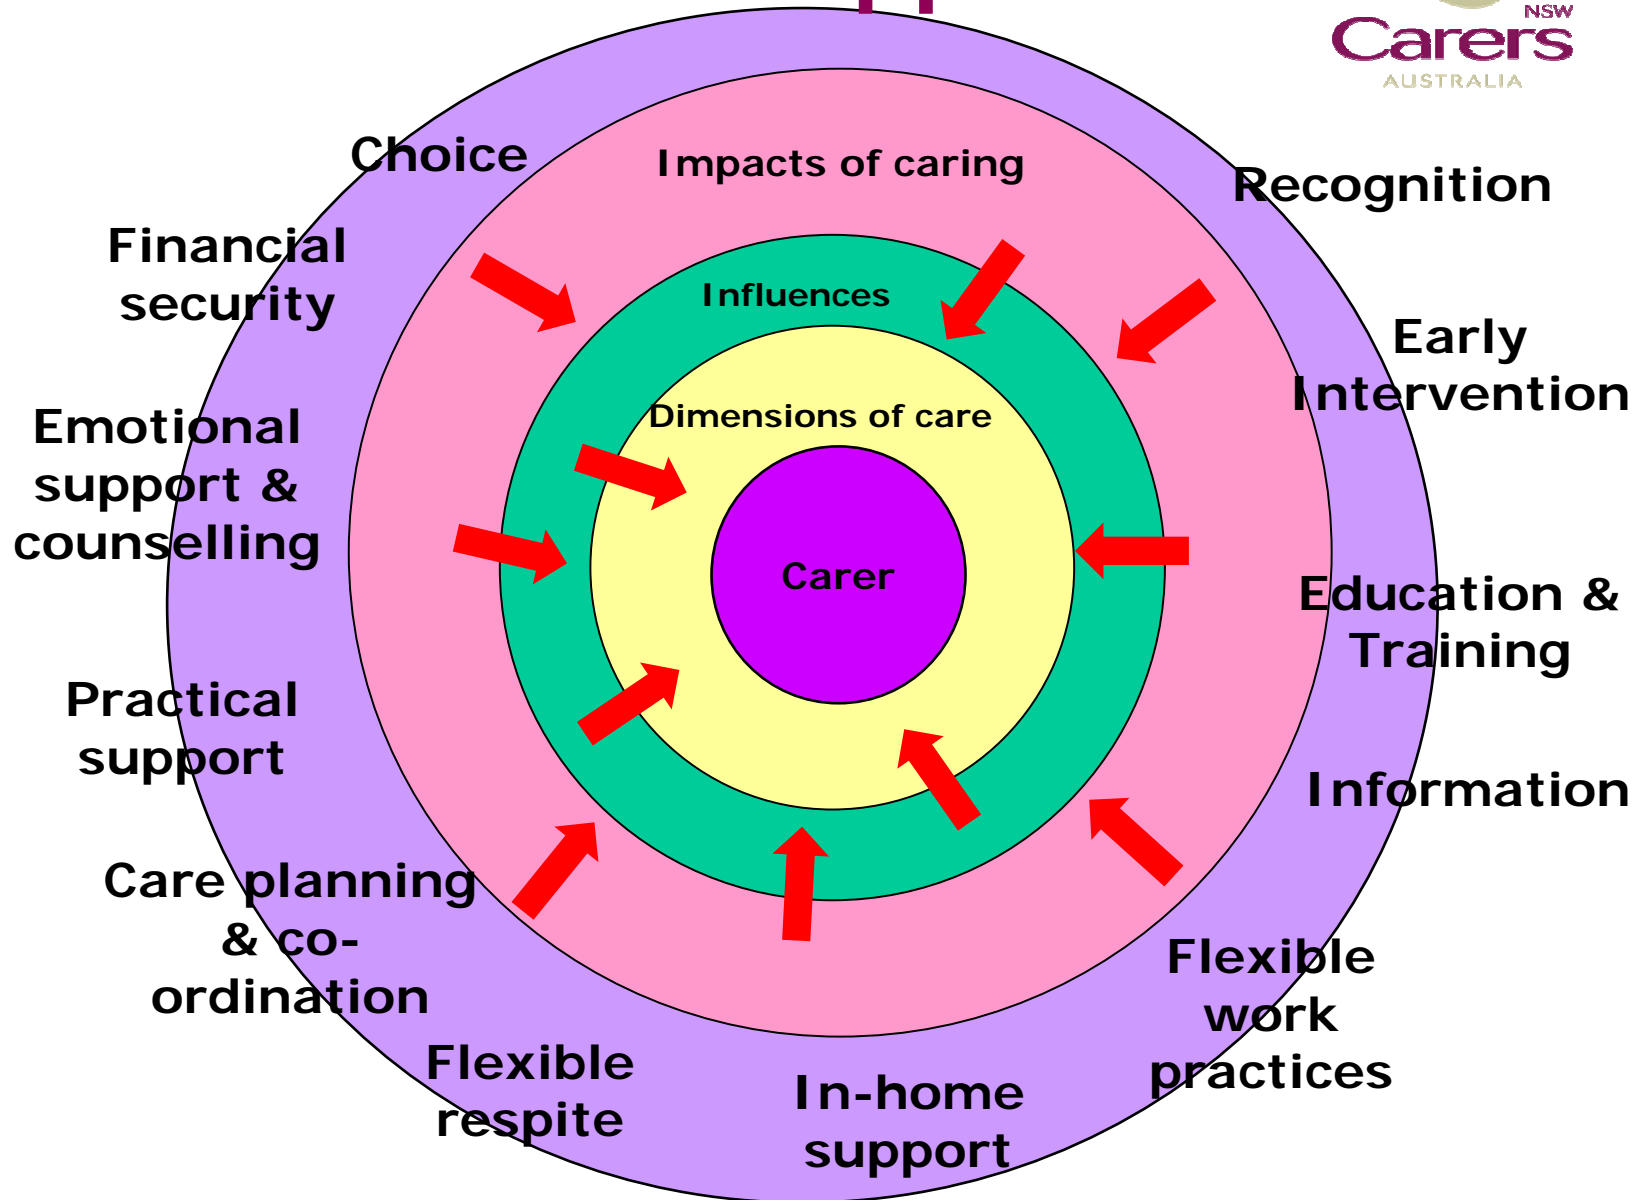 NSW
Carers
AUSTRALIA
Choice
Impacts of caring
Recognition
Financial
security
Influences
Early
Intervention
Emotional
support &
counselling
Dimensions of care
Carer
Education &
Training
Practical
support
Information
Care planning
& co-
ordination
Flexible
work
practices
Flexible
respite
In-home
support